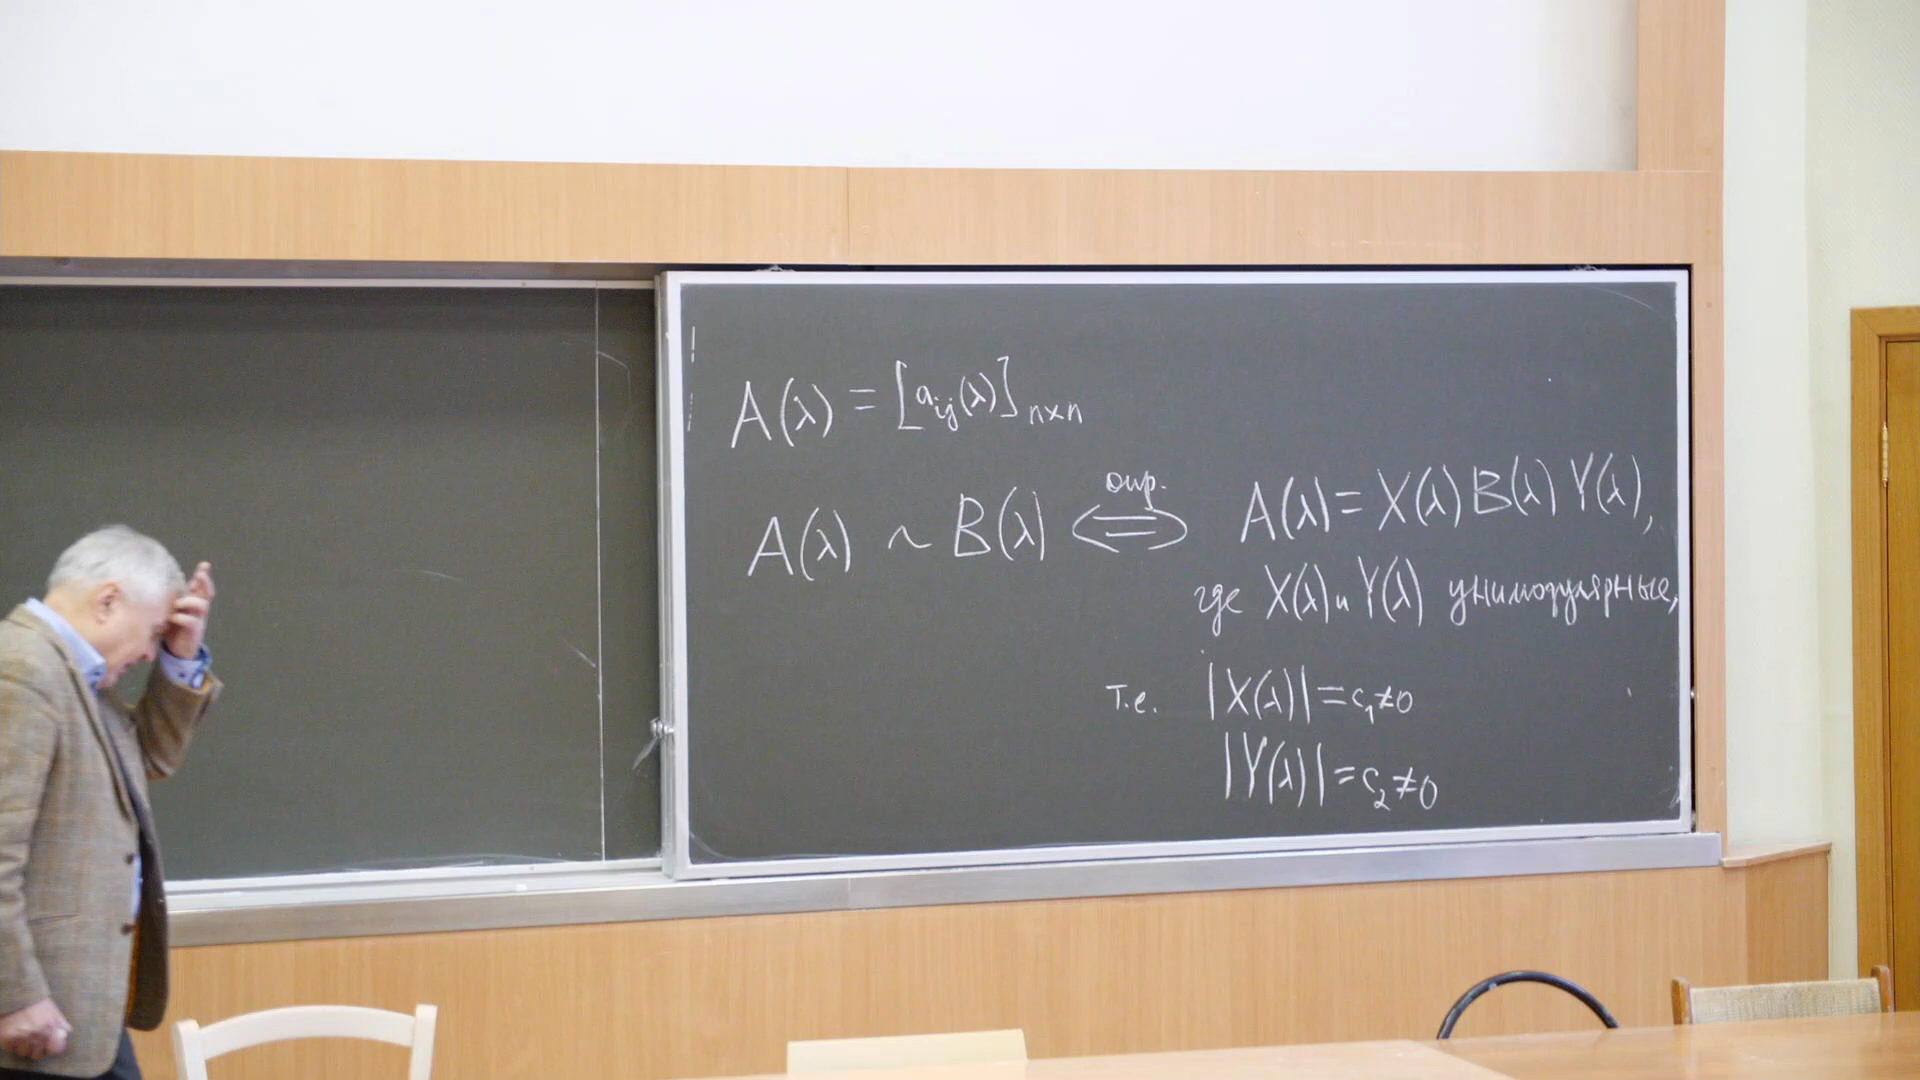 A(λ) = [a_ij(λ)]_n×n
опр.
A(λ) ~ B(λ) ⟺ A(λ) = X(λ) B(λ) Y(λ),
где X(λ) и Y(λ) унимодулярные,
т.е. |X(λ)| = c₁ ≠ 0
|Y(λ)| = c₂ ≠ 0